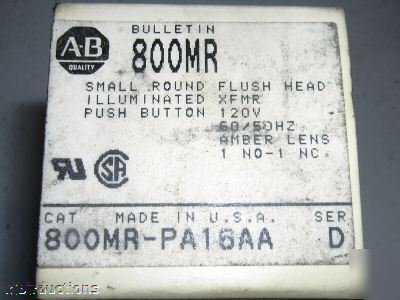 BULLETIN
A-B
QUALITY
800MR
SMALL ROUND FLUSH HEAD
ILLUMINATED XFMR
PUSH BUTTON 120V
60/50HZ
AMBER LENS
1 NO-1 NC.
CAT MADE IN U.S.A. SER
800MR-PA16AA D